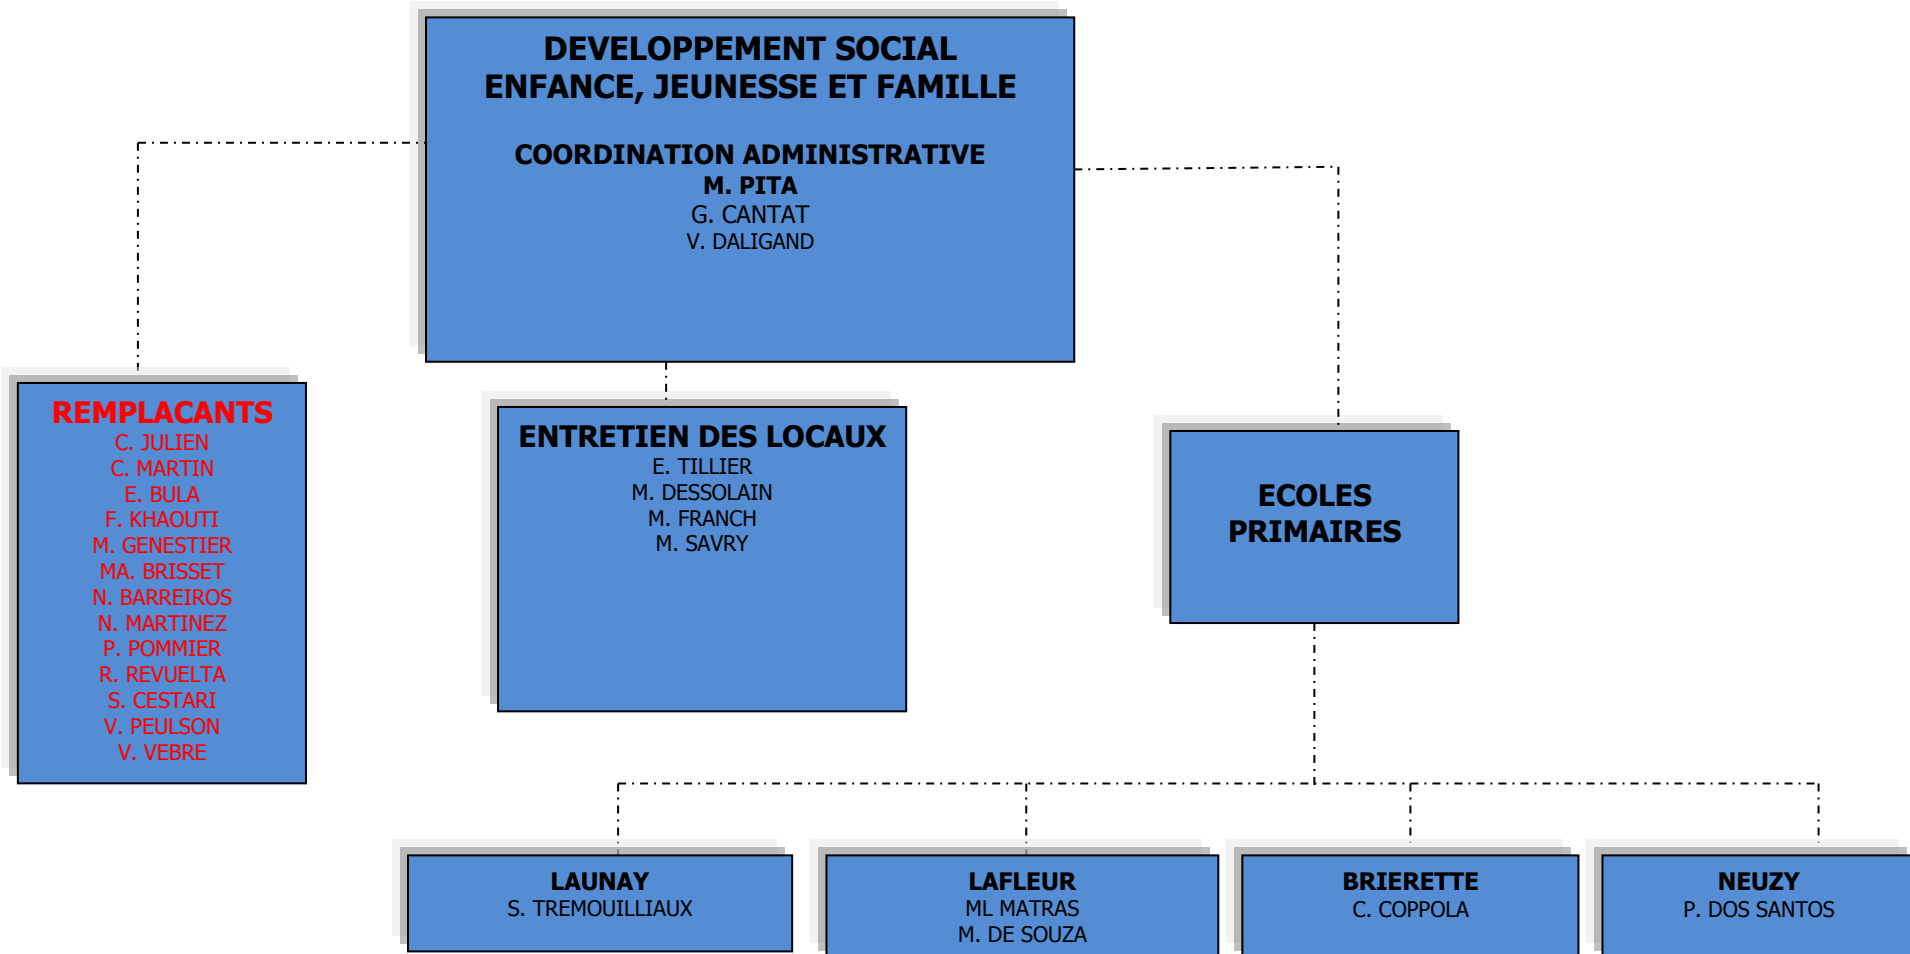 DEVELOPPEMENT SOCIAL
ENFANCE, JEUNESSE ET FAMILLE
COORDINATION ADMINISTRATIVE
M. PITA
G. CANTAT
V. DALIGAND
REMPLACANTS
C. JULIEN
C. MARTIN
E. BULA
F. KHAOUTI
M. GENESTIER
MA. BRISSET
N. BARREIROS
N. MARTINEZ
P. POMMIER
R. REVUELTA
S. CESTARI
V. PEULSON
V. VEBRE
ENTRETIEN DES LOCAUX
E. TILLIER
M. DESSOLAIN
M. FRANCH
M. SAVRY
ECOLES
PRIMAIRES
LAUNAY
S. TREMOUILLIAUX
LAFLEUR
ML MATRAS
M. DE SOUZA
BRIERETTE
C. COPPOLA
NEUZY
P. DOS SANTOS